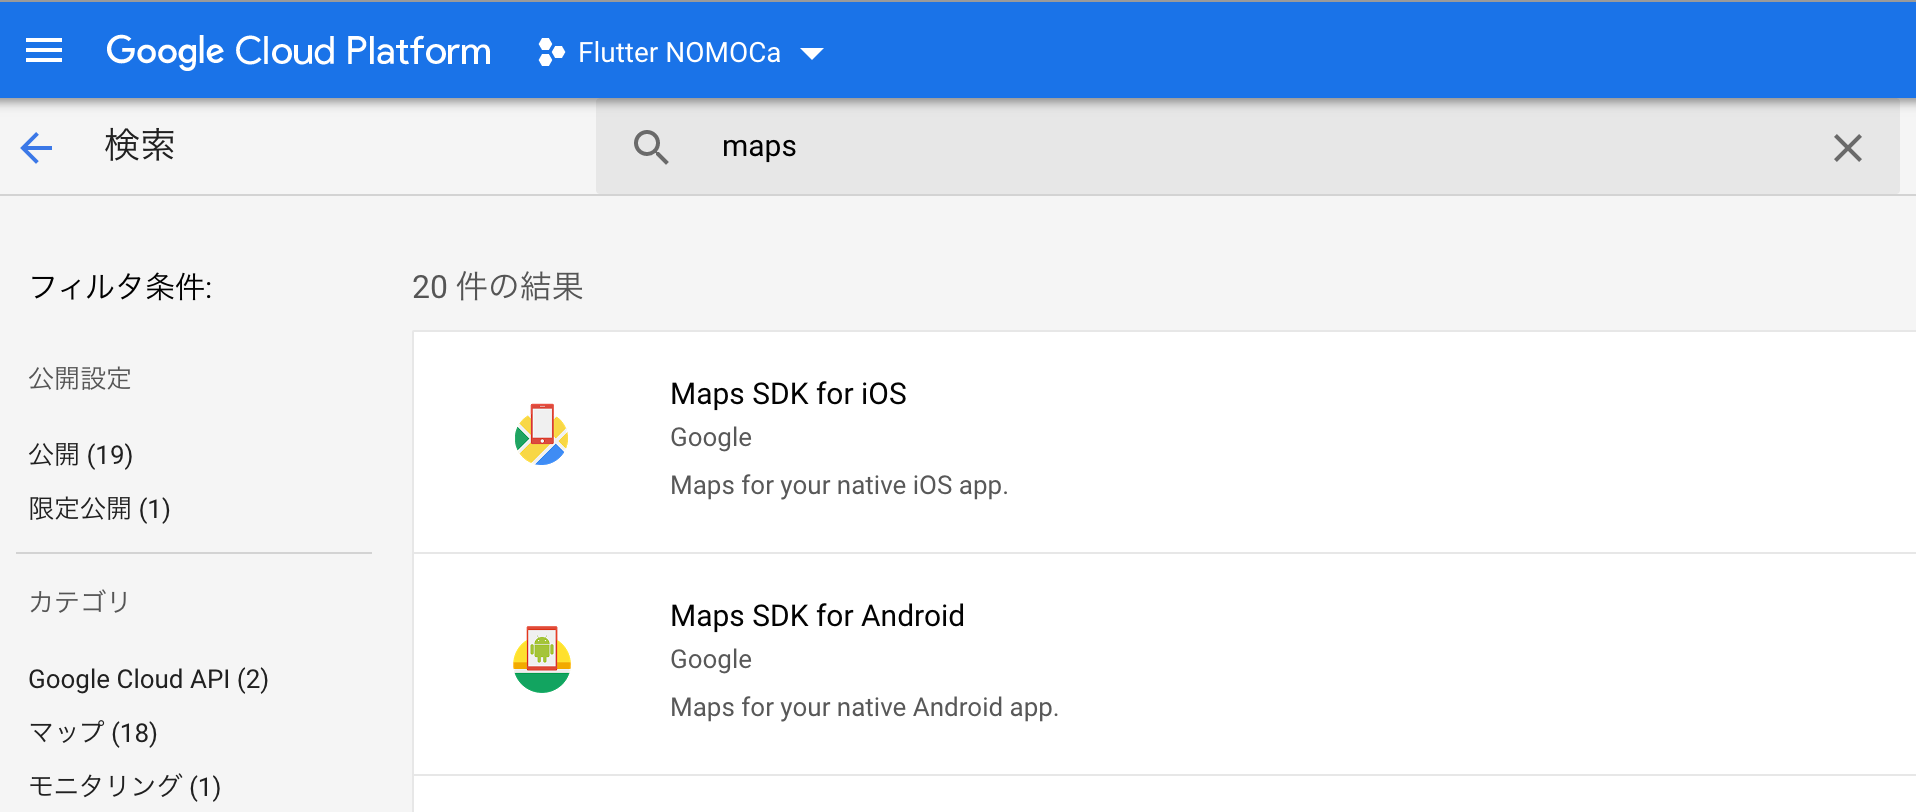 Google Cloud Platform
Flutter NOMOCa
検索
maps
フィルタ条件:
公開設定
公開 (19)
限定公開 (1)
カテゴリ
Google Cloud API (2)
マップ (18)
モニタリング (1)
20 件の結果
Maps SDK for iOS
Google
Maps for your native iOS app.
Maps SDK for Android
Google
Maps for your native Android app.